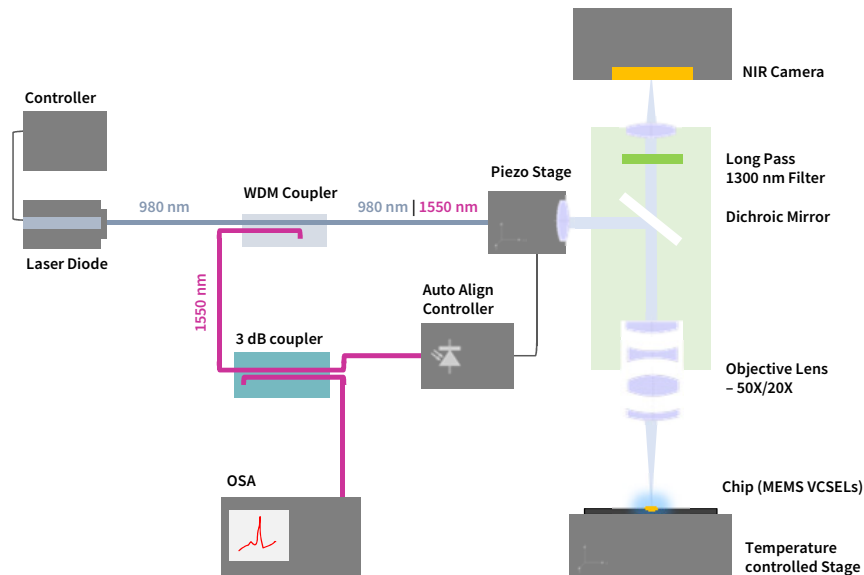 NIR Camera
Controller
Long Pass
1300 nm Filter
Piezo Stage
WDM Coupler
980 nm
980 nm | 1550 nm
Dichroic Mirror
Laser Diode
1550 nm
Auto Align
Controller
3 dB coupler
Objective Lens
– 50X/20X
OSA
Chip (MEMS VCSELs)
Temperature
controlled Stage